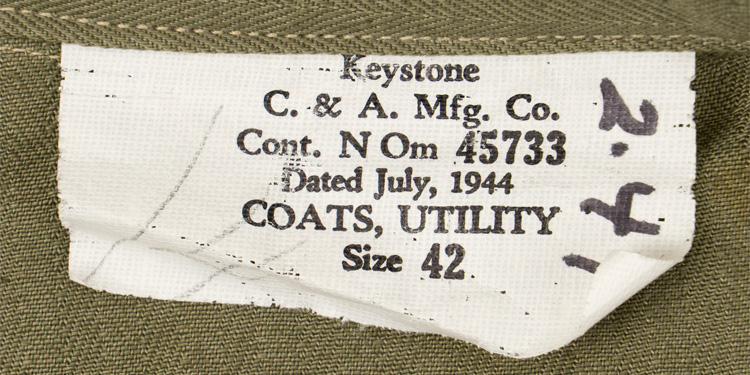 Keystone
C. & A. Mfg. Co.
Cont. N Om 45733
Dated July, 1944
COATS, UTILITY
Size 42